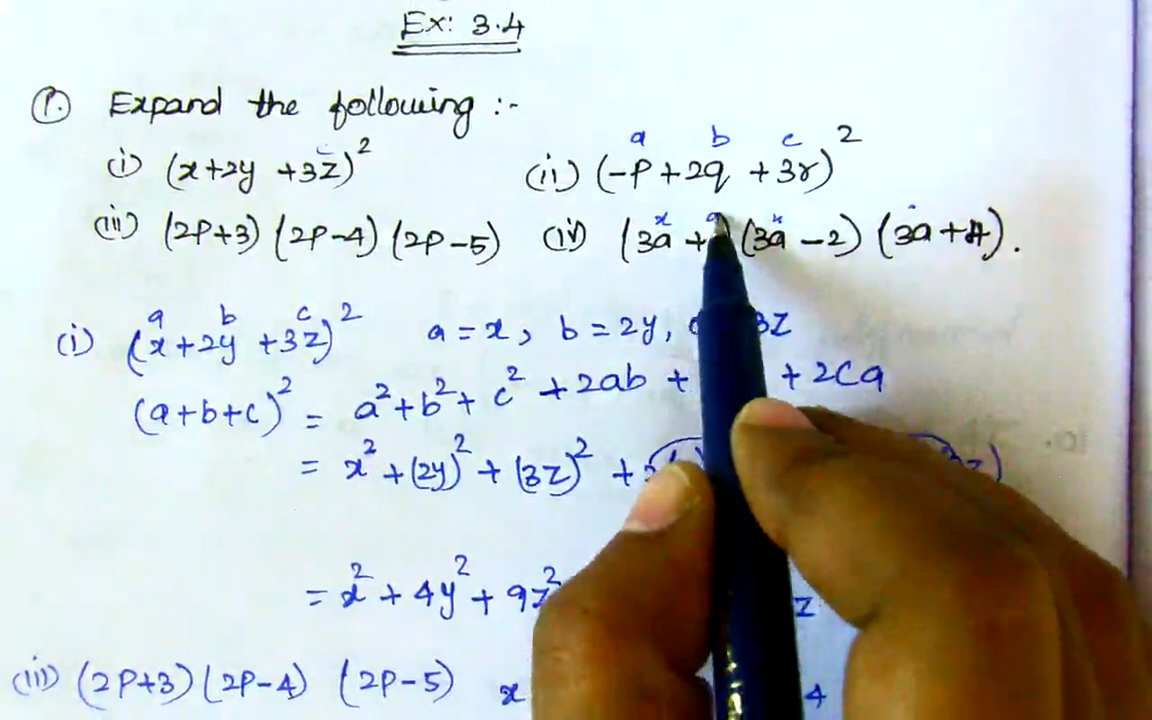 Ex: 3.4
1. Expand the following :-
(i) (x+2y +3z)² (ii) (-p+2q +3r)²
a b c
(iii) (2p+3) (2p-4) (2p-5) (iv) (3a + ) (3a -2) (3a +4).
x a x
(i) (x+2y +3z)² a = x, b = 2y, 3z
a b c
(a+b+c)² = a²+b²+ c² +2ab + +2ca
= x² +(2y)² + (3z)² +
= x² + 4y² + 9z² z
(iii) (2p+3) (2p-4) (2p-5) x 4